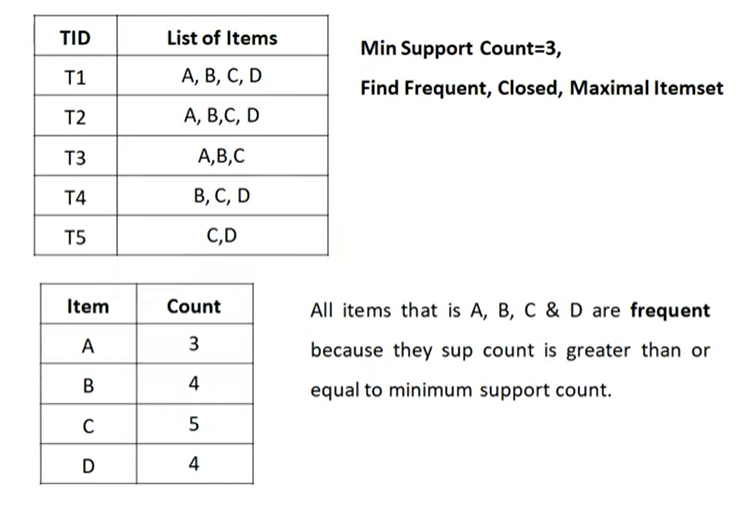 TID List of Items
T1 A, B, C, D
T2 A, B,C, D
T3 A,B,C
T4 B, C, D
T5 C,D
Min Support Count=3,
Find Frequent, Closed, Maximal Itemset
Item Count
A 3
B 4
C 5
D 4
All items that is A, B, C & D are frequent
because they sup count is greater than or
equal to minimum support count.